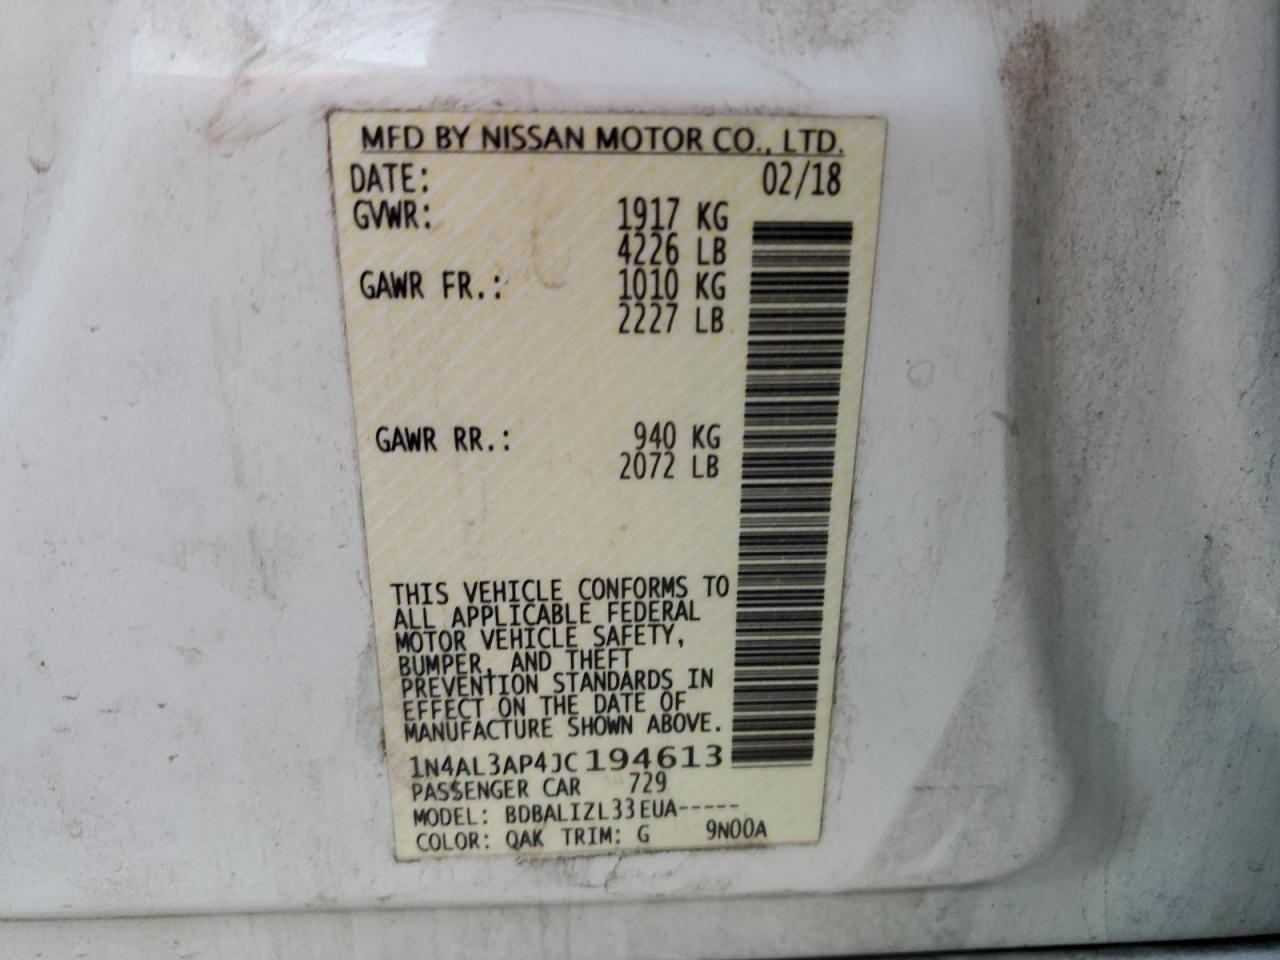 MFD BY NISSAN MOTOR CO., LTD.
DATE: 02/18
GVWR: 1917 KG
4226 LB
GAWR FR.: 1010 KG
2227 LB
GAWR RR.: 940 KG
2072 LB
THIS VEHICLE CONFORMS TO
ALL APPLICABLE FEDERAL
MOTOR VEHICLE SAFETY,
BUMPER, AND THEFT
PREVENTION STANDARDS IN
EFFECT ON THE DATE OF
MANUFACTURE SHOWN ABOVE.
1N4AL3AP4JC194613
PASSENGER CAR 729
MODEL: BDBALIZL33EUA-----
COLOR: QAK TRIM: G 9N00A